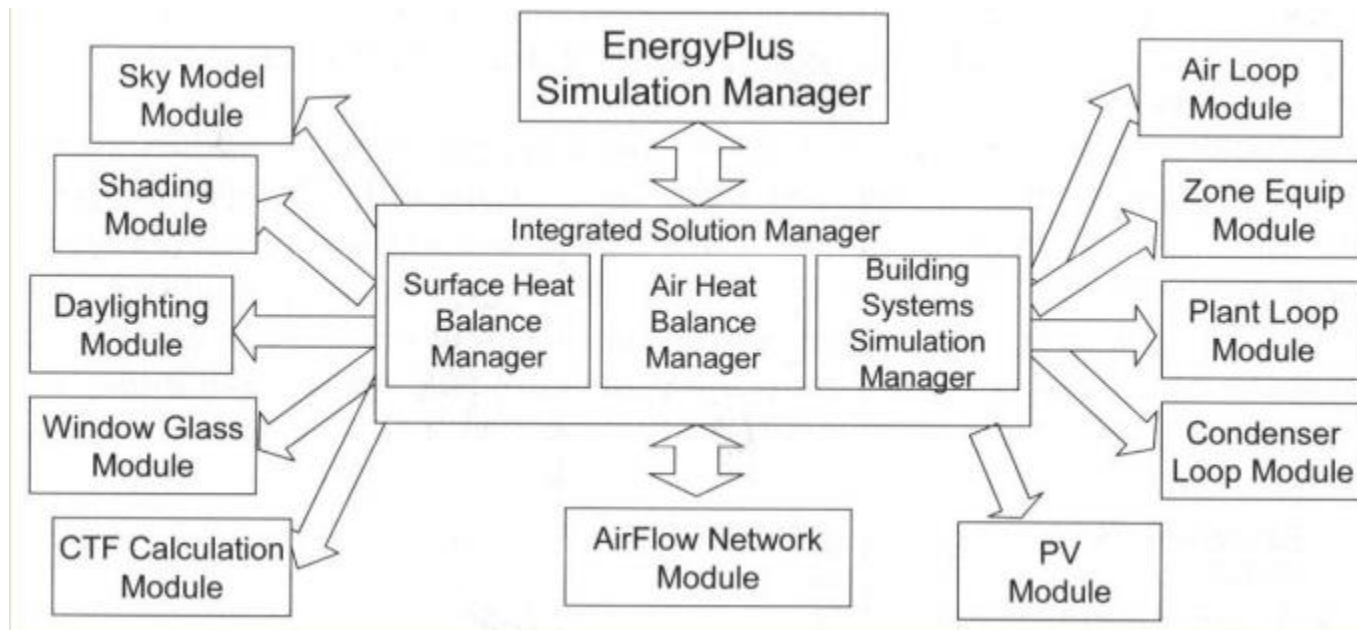 EnergyPlus
Simulation Manager
Sky Model
Module
Shading
Module
Daylighting
Module
Window Glass
Module
CTF Calculation
Module
Integrated Solution Manager
Surface Heat
Balance
Manager
Air Heat
Balance
Manager
Building
Systems
Simulation
Manager
AirFlow Network
Module
Air Loop
Module
Zone Equip
Module
Plant Loop
Module
Condenser
Loop Module
PV
Module